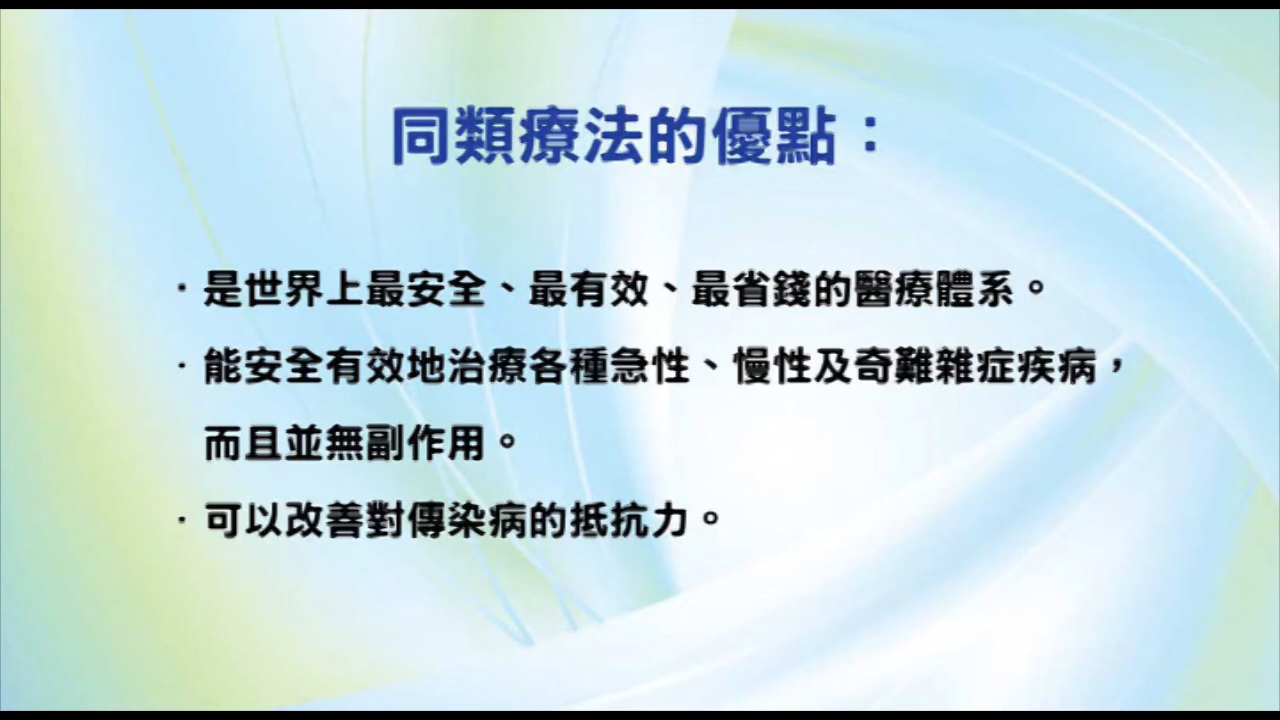 同類療法的優點：
· 是世界上最安全、最有效、最省錢的醫療體系。
· 能安全有效地治療各種急性、慢性及奇難雜症疾病，
而且並無副作用。
· 可以改善對傳染病的抵抗力。